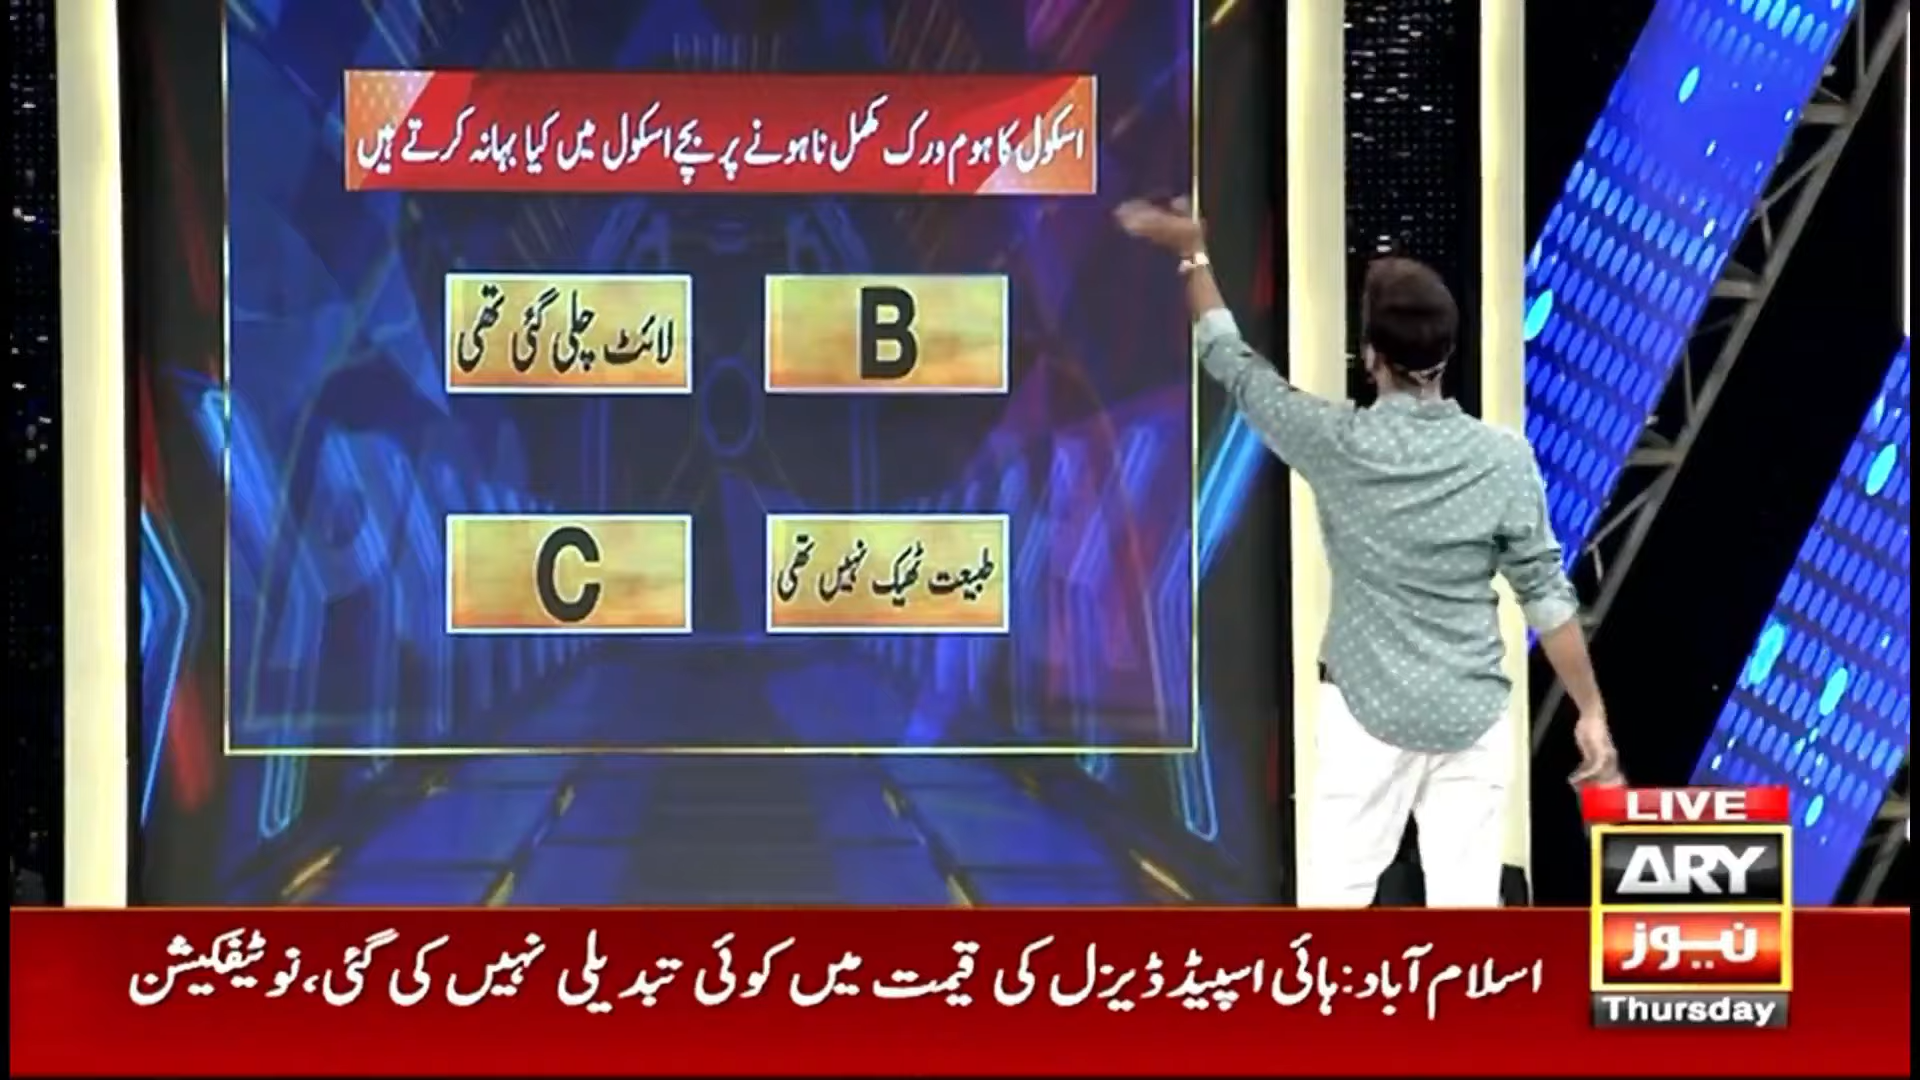 اسکول کا ہوم ورک مکمل نا ہونے پر بچے اسکول میں کیا بہانہ کرتے ہیں
لائٹ چلی گئی تھی
B
C
طبیعت ٹھیک نہیں تھی
LIVE
ARY
نیوز
Thursday
اسلام آباد: ہائی اسپیڈ ڈیزل کی قیمت میں کوئی تبدیلی نہیں کی گئی، نوٹیفکیشن